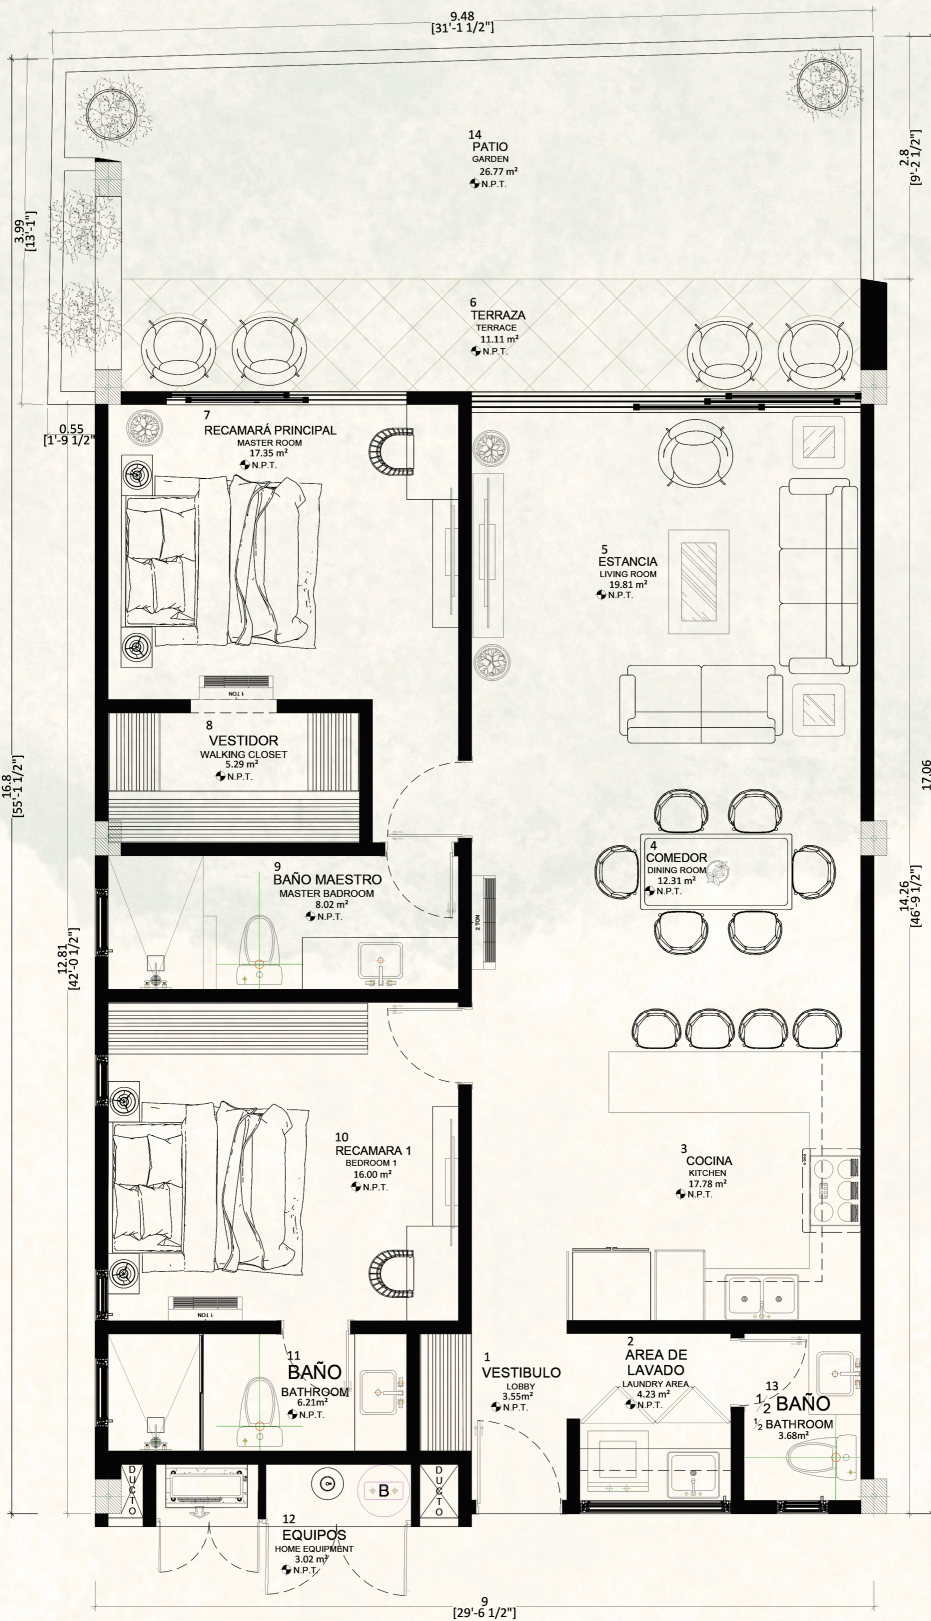 9.48
[31'-1 1/2"]
14
PATIO
GARDEN
26.77 m²
N.P.T.
2.8
[9'-2 1/2"]
3.99
[13'-1"]
6
TERRAZA
TERRACE
11.11 m²
N.P.T.
0.55
[1'-9 1/2"
7
RECAMARÁ PRINCIPAL
MASTER ROOM
17.35 m²
N.P.T.
5
ESTANCIA
LIVING ROOM
19.81 m²
N.P.T.
1 TON
8
VESTIDOR
WALKING CLOSET
5.29 m²
N.P.T.
16.8
[55'-1 1/2"]
17.06
4
COMEDOR
DINING ROOM
12.31 m²
N.P.T.
9
BAÑO MAESTRO
MASTER BADROOM
8.02 m²
N.P.T.
2 TON
14.26
[46'-9 1/2"]
12.81
[42'-0 1/2"]
10
RECAMARA 1
BEDROOM 1
16.00 m²
N.P.T.
3
COCINA
KITCHEN
17.78 m²
N.P.T.
1 TON
11
BAÑO
BATHROOM
6.21m²
N.P.T.
1
VESTIBULO
LOBBY
3.55m²
N.P.T.
2
ÁREA DE
LAVADO
LAUNDRY AREA
4.23 m²
N.P.T.
13
1/2 BAÑO
1/2 BATHROOM
3.68m²
DUCTO
B
DUCTO
12
EQUIPOS
HOME EQUIPMENT
3.02 m²
N.P.T.
9
[29'-6 1/2"]